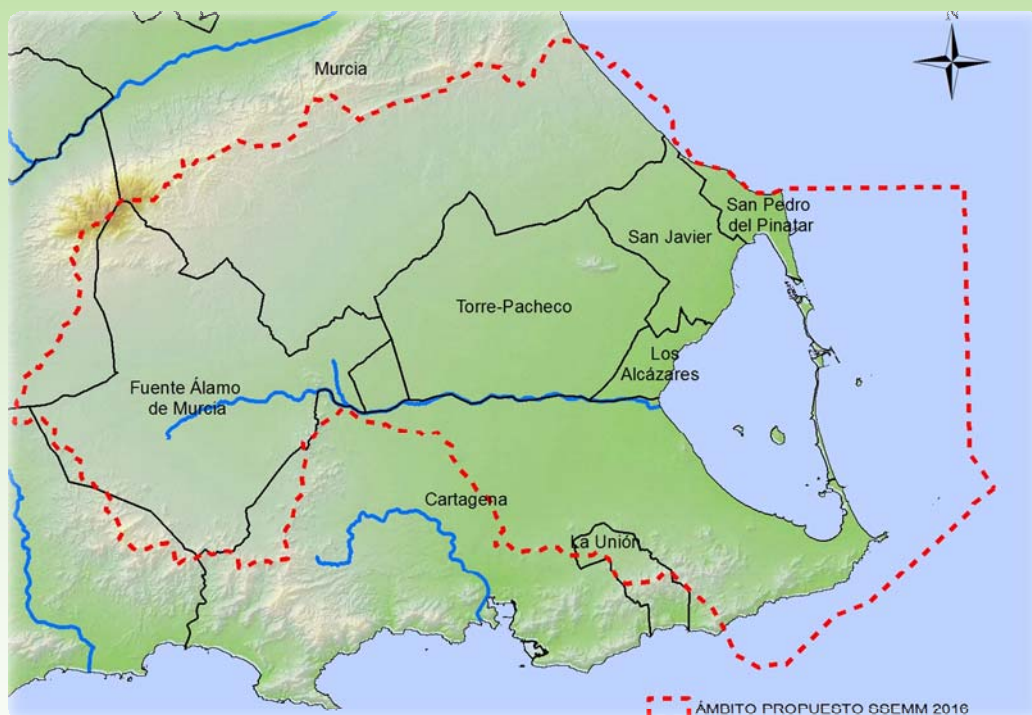 N
Murcia
San Pedro
del Pinatar
San Javier
Torre-Pacheco
Los
Alcázares
Fuente Álamo
de Murcia
Cartagena
La Unión
ÁMBITO PROPUESTO SSEMM 2016